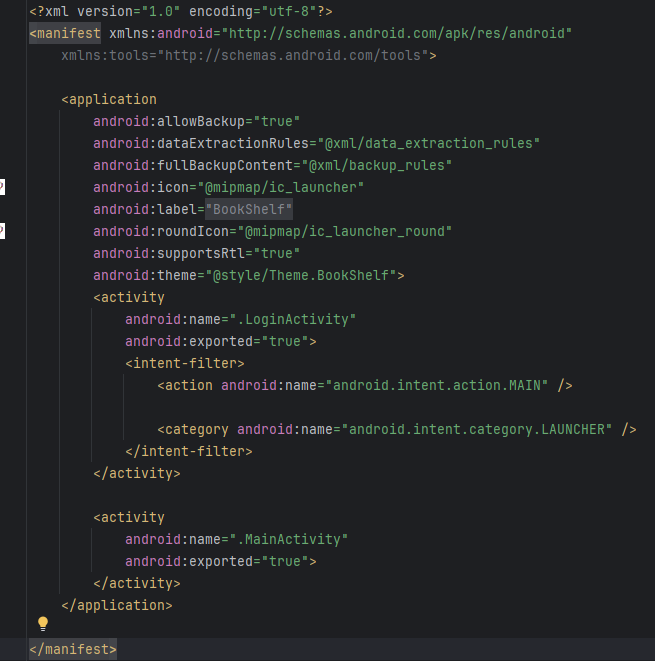 <?xml version="1.0" encoding="utf-8"?>
<manifest xmlns:android="http://schemas.android.com/apk/res/android"
    xmlns:tools="http://schemas.android.com/tools">

    <application
        android:allowBackup="true"
        android:dataExtractionRules="@xml/data_extraction_rules"
        android:fullBackupContent="@xml/backup_rules"
        android:icon="@mipmap/ic_launcher"
        android:label="BookShelf"
        android:roundIcon="@mipmap/ic_launcher_round"
        android:supportsRtl="true"
        android:theme="@style/Theme.BookShelf">
        <activity
            android:name=".LoginActivity"
            android:exported="true">
            <intent-filter>
                <action android:name="android.intent.action.MAIN" />

                <category android:name="android.intent.category.LAUNCHER" />
            </intent-filter>
        </activity>

        <activity
            android:name=".MainActivity"
            android:exported="true">
        </activity>
    </application>

</manifest>